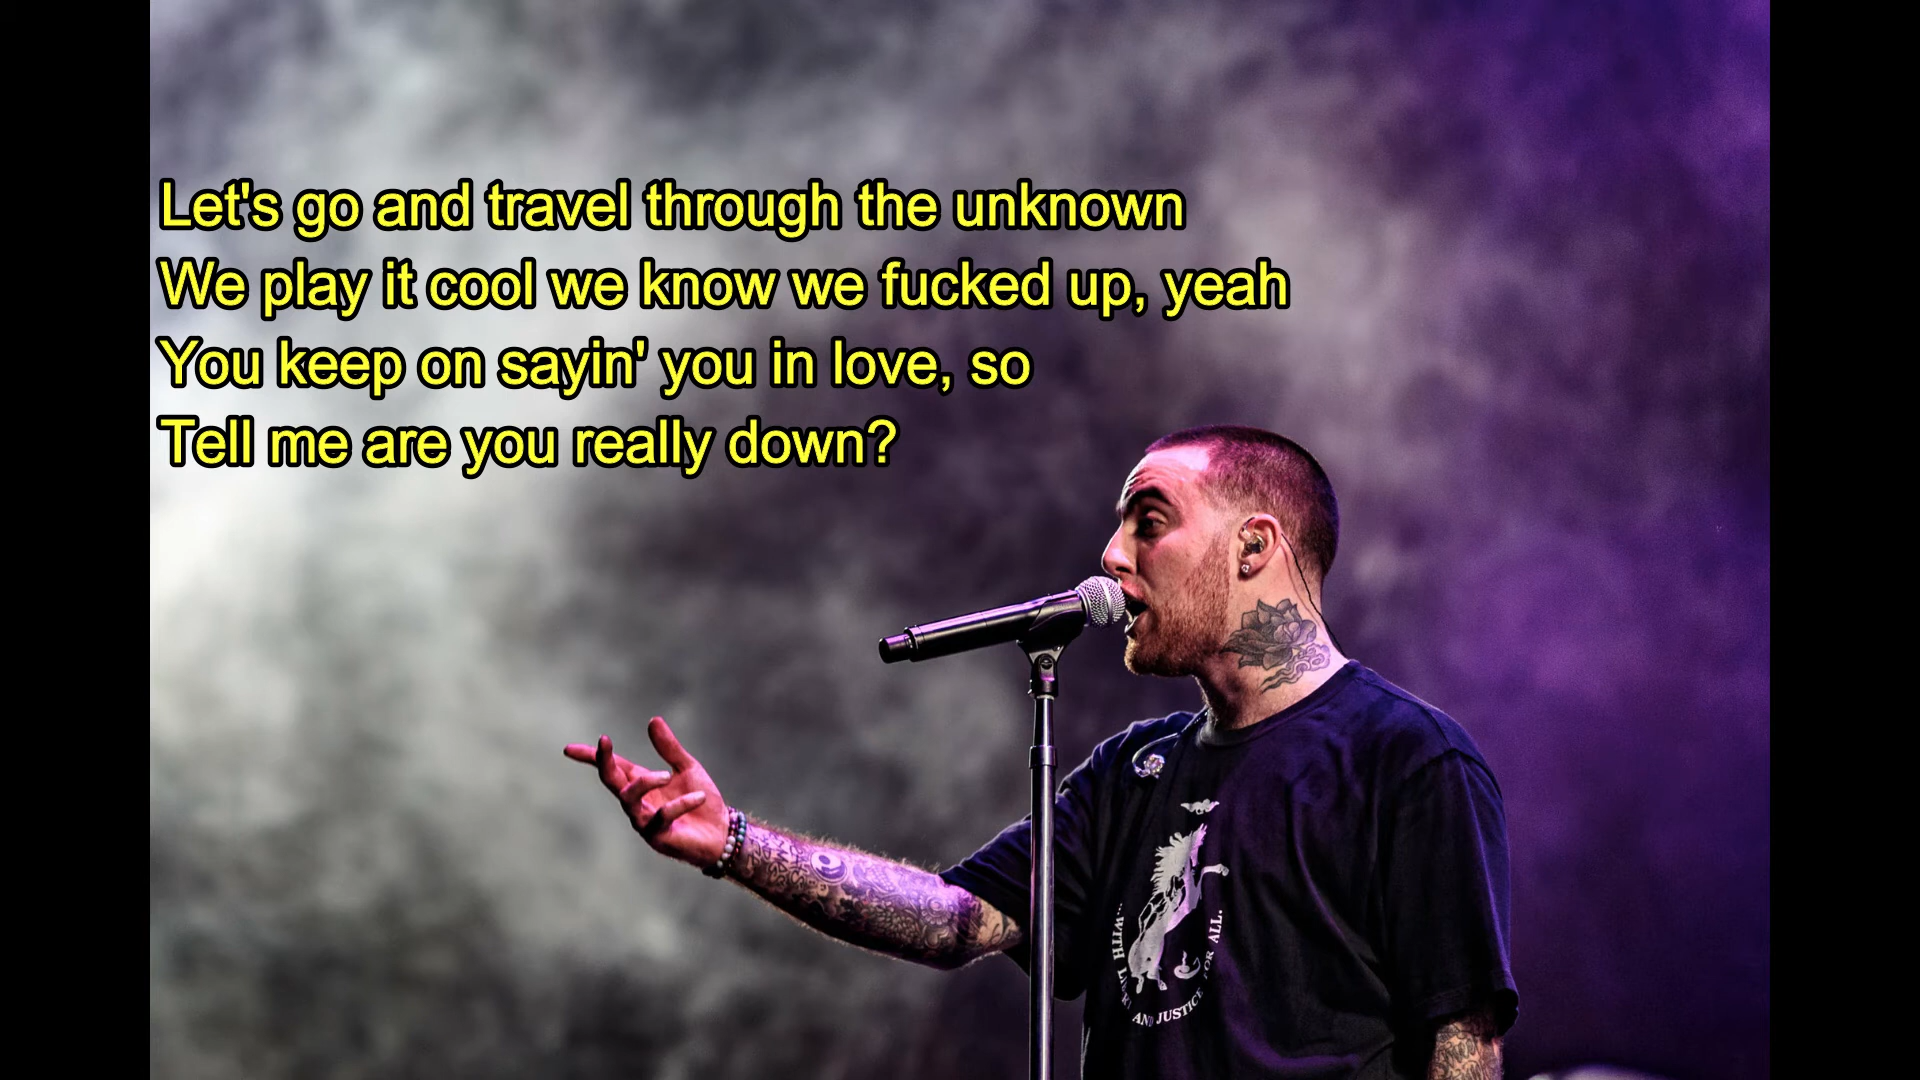 Let's go and travel through the unknown
We play it cool we know we fucked up, yeah
You keep on sayin' you in love, so
Tell me are you really down?
...WITH
AND JUSTICE FOR ALL.